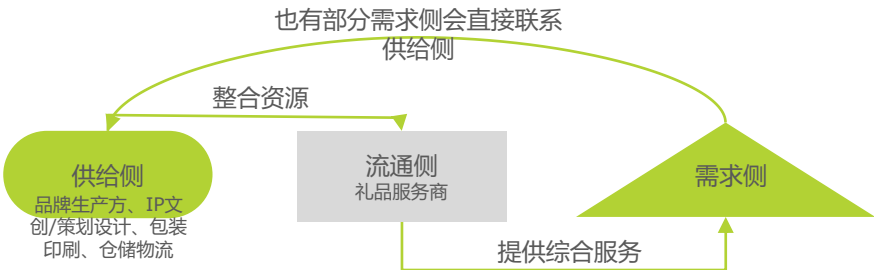 也有部分需求侧会直接联系
供给侧
整合资源
供给侧
品牌生产方、IP文
创/策划设计、包装
印刷、仓储物流
流通侧
礼品服务商
需求侧
提供综合服务